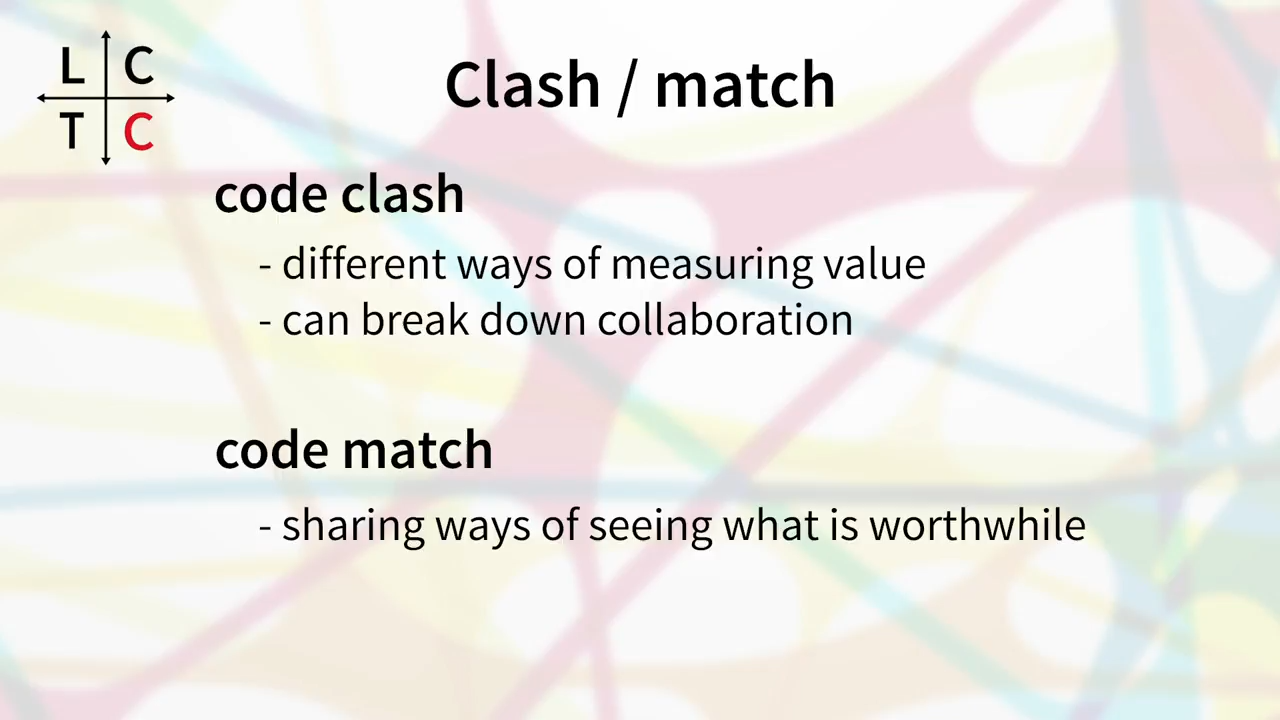 L C
T C
Clash / match
code clash
- different ways of measuring value
- can break down collaboration
code match
- sharing ways of seeing what is worthwhile